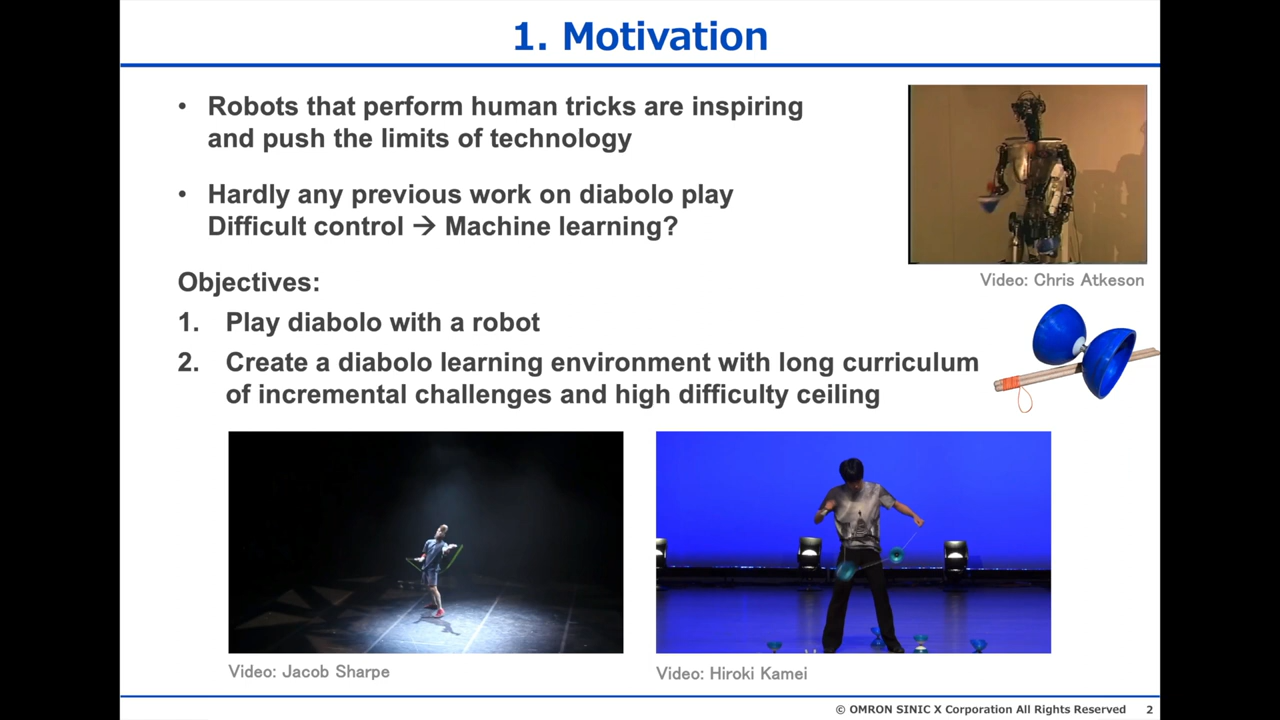 1. Motivation
• Robots that perform human tricks are inspiring
and push the limits of technology
• Hardly any previous work on diabolo play
Difficult control → Machine learning?
Video: Chris Atkeson
Objectives:
1. Play diabolo with a robot
2. Create a diabolo learning environment with long curriculum
of incremental challenges and high difficulty ceiling
Video: Jacob Sharpe
Video: Hiroki Kamei
© OMRON SINIC X Corporation All Rights Reserved 2